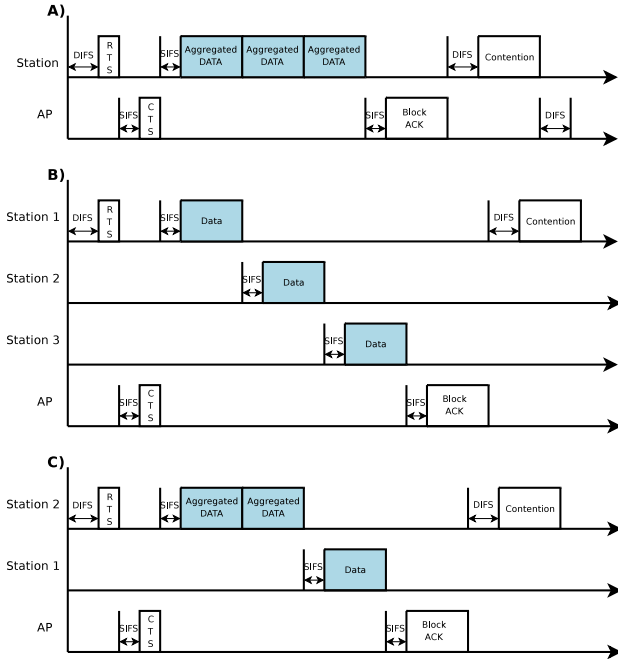 A)
Station
DIFS
R
T
S
SIFS
Aggregated
DATA
Aggregated
DATA
Aggregated
DATA
DIFS
Contention
AP
SIFS
C
T
S
SIFS
Block
ACK
DIFS
B)
Station 1
DIFS
R
T
S
SIFS
Data
DIFS
Contention
Station 2
SIFS
Data
Station 3
SIFS
Data
AP
SIFS
C
T
S
SIFS
Block
ACK
C)
Station 2
DIFS
R
T
S
SIFS
Aggregated
DATA
Aggregated
DATA
DIFS
Contention
Station 1
SIFS
Data
AP
SIFS
C
T
S
SIFS
Block
ACK